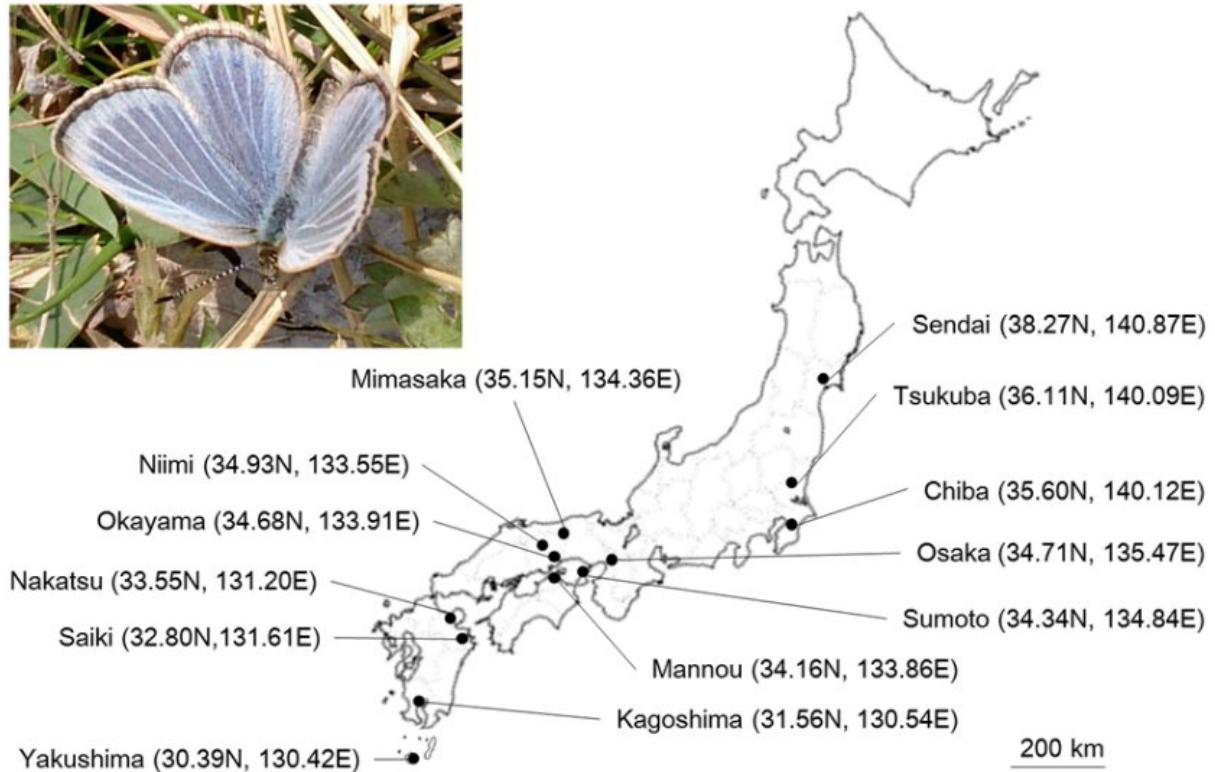 Sendai (38.27N, 140.87E)
Mimasaka (35.15N, 134.36E)
Tsukuba (36.11N, 140.09E)
Niimi (34.93N, 133.55E)
Chiba (35.60N, 140.12E)
Okayama (34.68N, 133.91E)
Osaka (34.71N, 135.47E)
Nakatsu (33.55N, 131.20E)
Sumoto (34.34N, 134.84E)
Saiki (32.80N,131.61E)
Mannou (34.16N, 133.86E)
Kagoshima (31.56N, 130.54E)
200 km
Yakushima (30.39N, 130.42E)